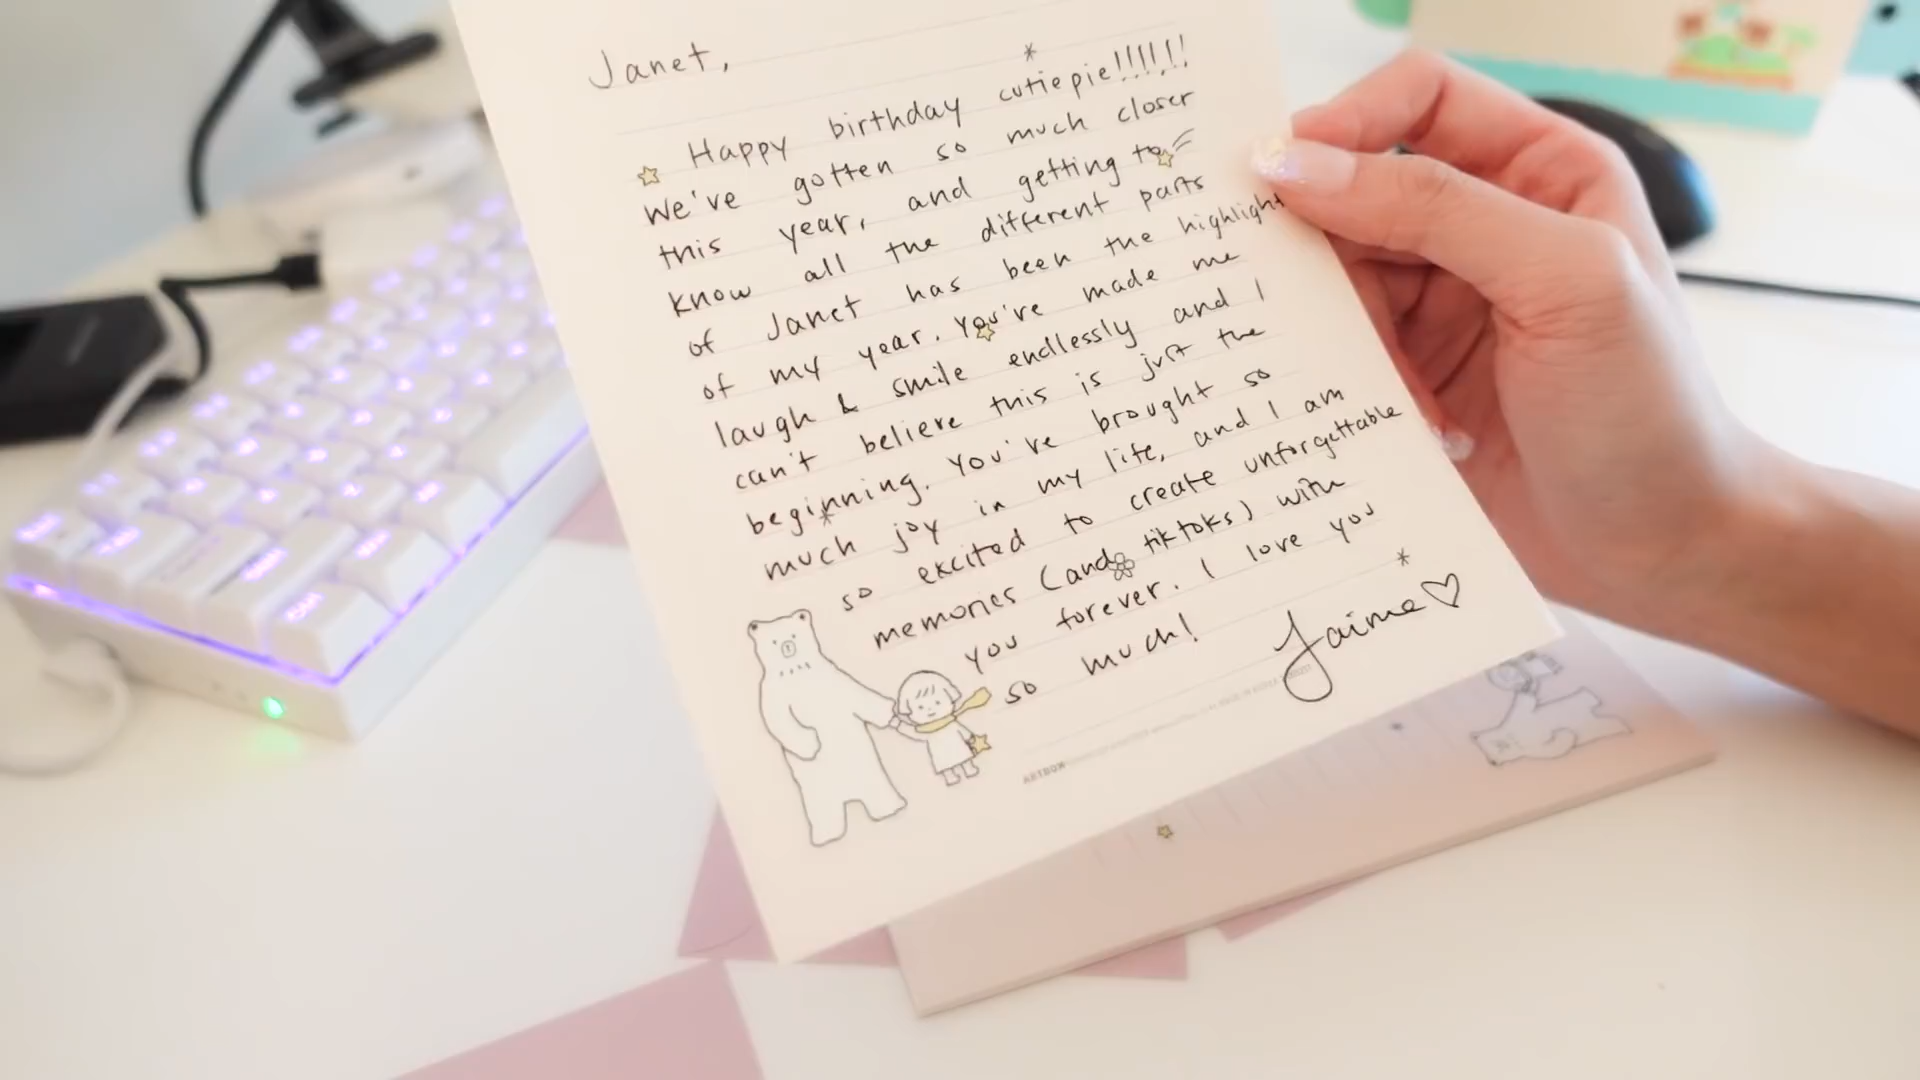 Janet,
Happy birthday cutiepie!!!!!!
We've gotten so much closer
this year, and getting to
know all the different parts
of Janet has been the highlight
of my year. You've made me
laugh & smile endlessly and I
can't believe this is just the
beginning. You've brought so
much joy in my life, and I am
so excited to create unforgettable
memories (and tiktoks) with
you forever. I love you
so much!
Jaime
ARTBOX